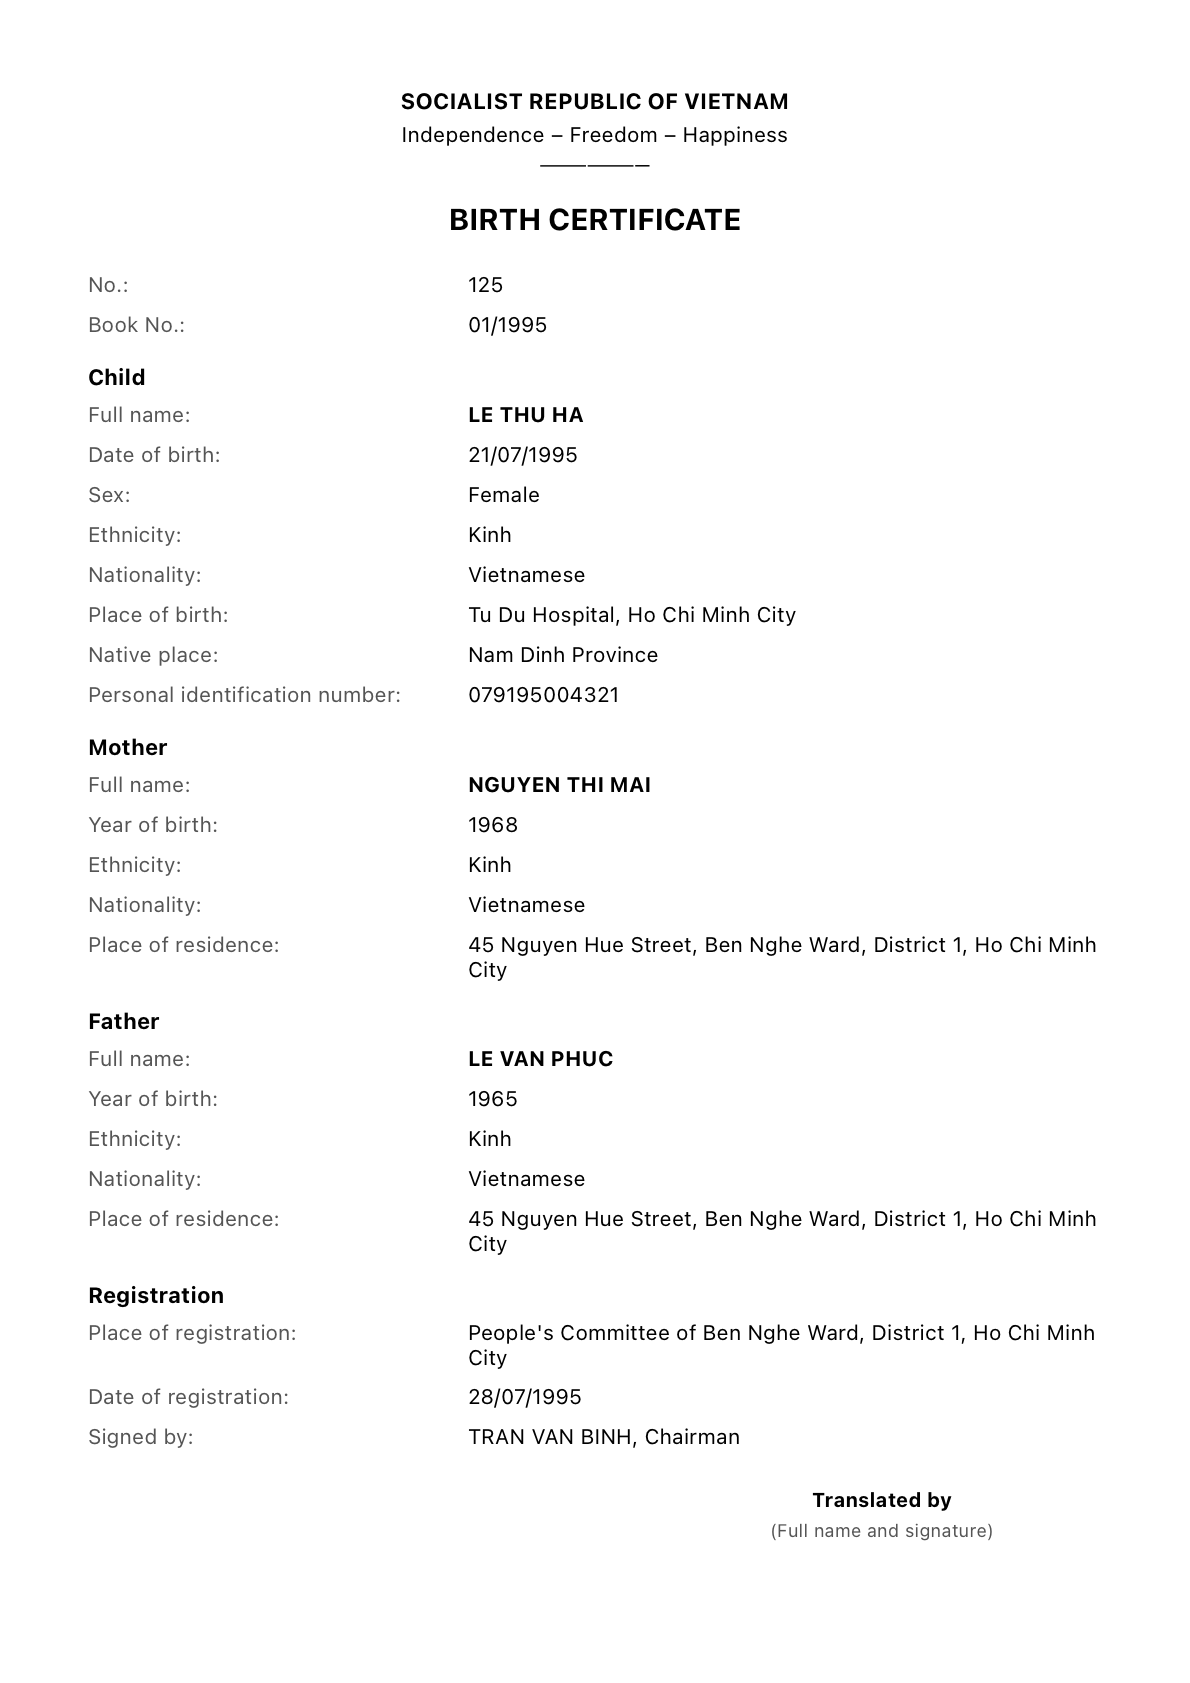 SOCIALIST REPUBLIC OF VIETNAM
Independence – Freedom – Happiness
BIRTH CERTIFICATE
No.: 125
Book No.: 01/1995
Child
Full name: LE THU HA
Date of birth: 21/07/1995
Sex: Female
Ethnicity: Kinh
Nationality: Vietnamese
Place of birth: Tu Du Hospital, Ho Chi Minh City
Native place: Nam Dinh Province
Personal identification number: 079195004321
Mother
Full name: NGUYEN THI MAI
Year of birth: 1968
Ethnicity: Kinh
Nationality: Vietnamese
Place of residence: 45 Nguyen Hue Street, Ben Nghe Ward, District 1, Ho Chi Minh
City
Father
Full name: LE VAN PHUC
Year of birth: 1965
Ethnicity: Kinh
Nationality: Vietnamese
Place of residence: 45 Nguyen Hue Street, Ben Nghe Ward, District 1, Ho Chi Minh
City
Registration
Place of registration: People's Committee of Ben Nghe Ward, District 1, Ho Chi Minh
City
Date of registration: 28/07/1995
Signed by: TRAN VAN BINH, Chairman
Translated by
(Full name and signature)